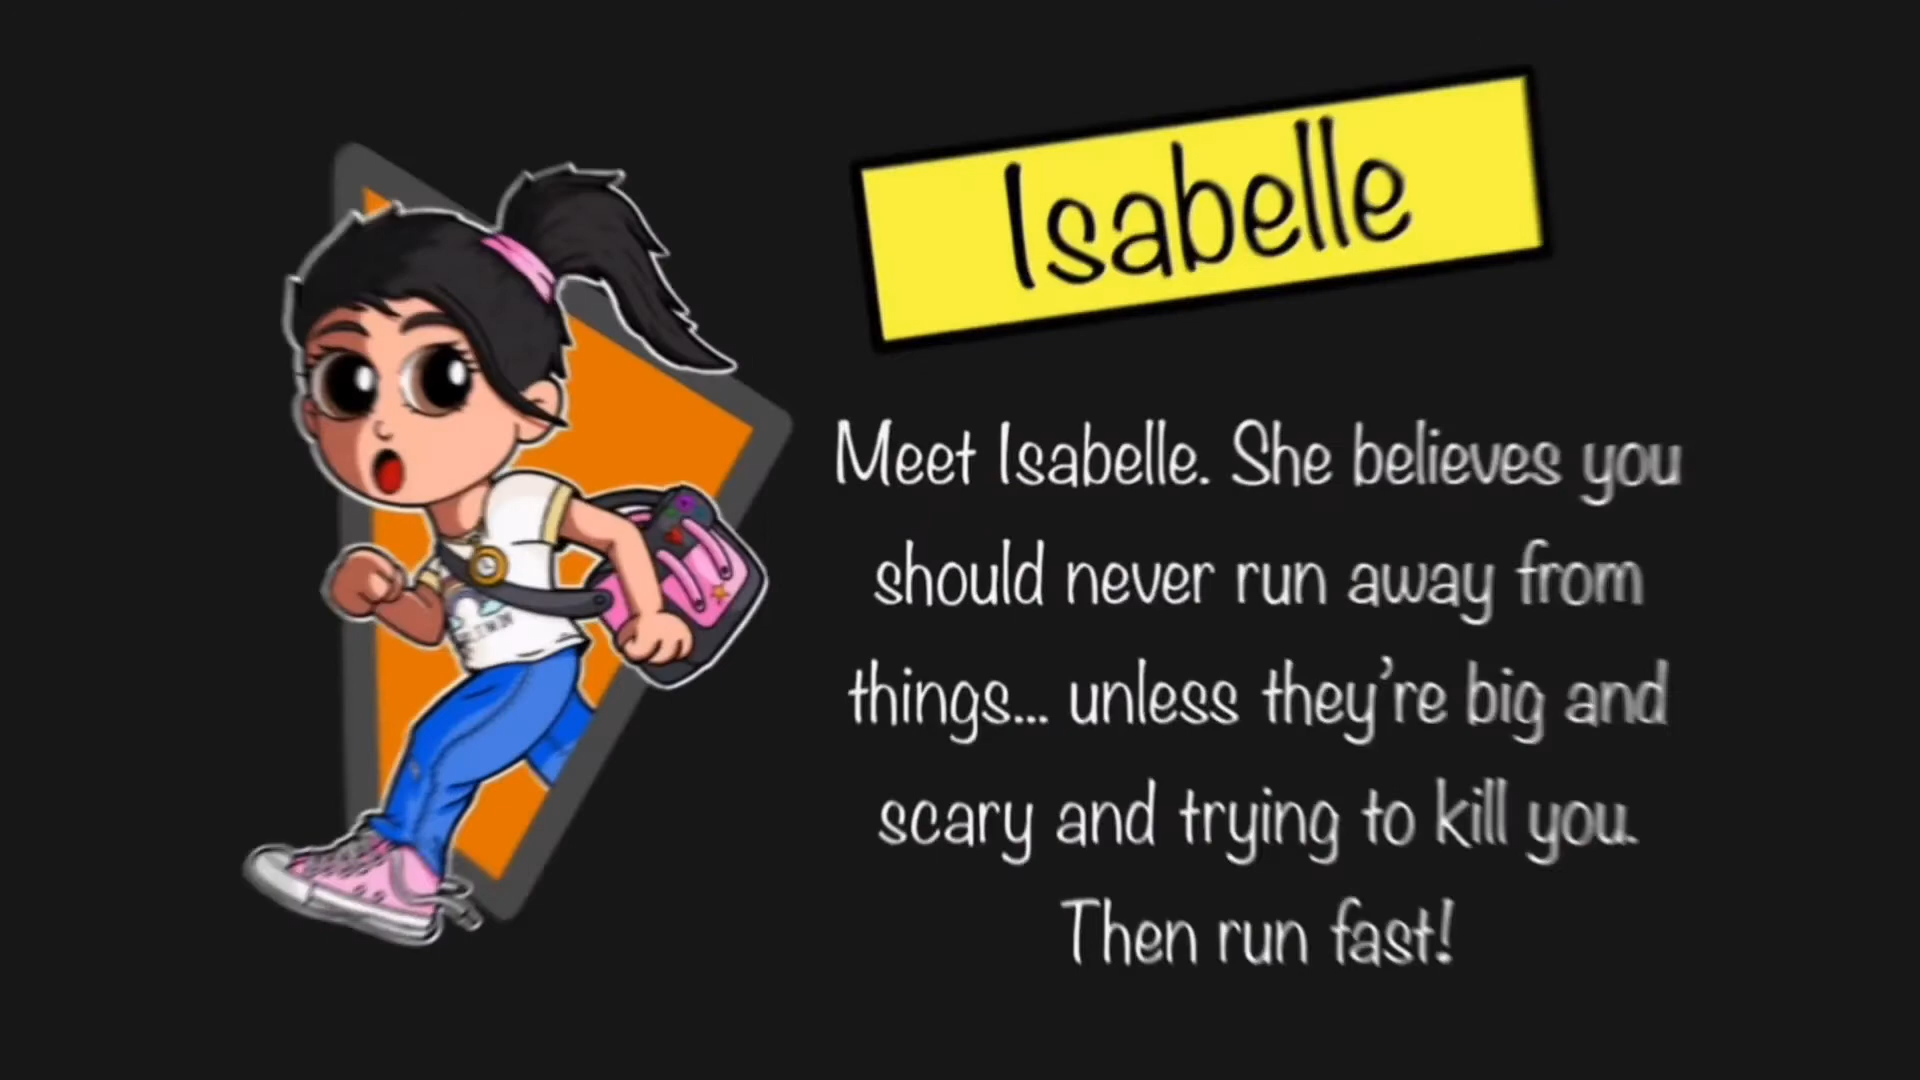 Isabelle
Meet Isabelle. She believes you
should never run away from
things... unless they're big and
scary and trying to kill you.
Then run fast!